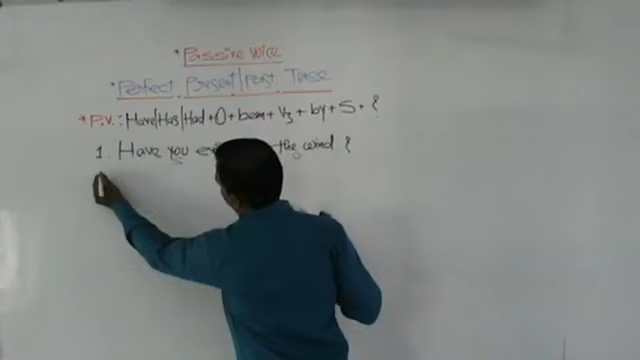 * Passive Voice
Perfect Present/Past Tense
* P.V. : Have/Has/Had + O + been + V3 + by + S + ?
1. Have you the wind ?